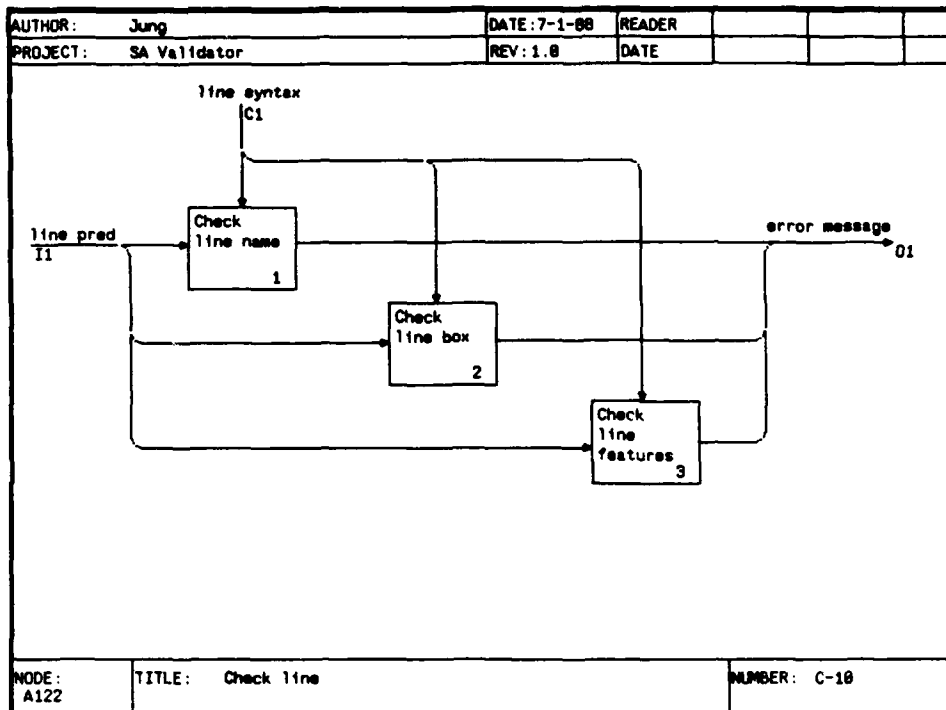 AUTHOR: Jung DATE:7-1-88 READER
PROJECT: SA Validator REV:1.0 DATE
line syntax
C1
Check
line name
1
line pred
I1
error message
O1
Check
line box
2
Check
line
features
3
NODE: TITLE: Check line NUMBER: C-10
A122